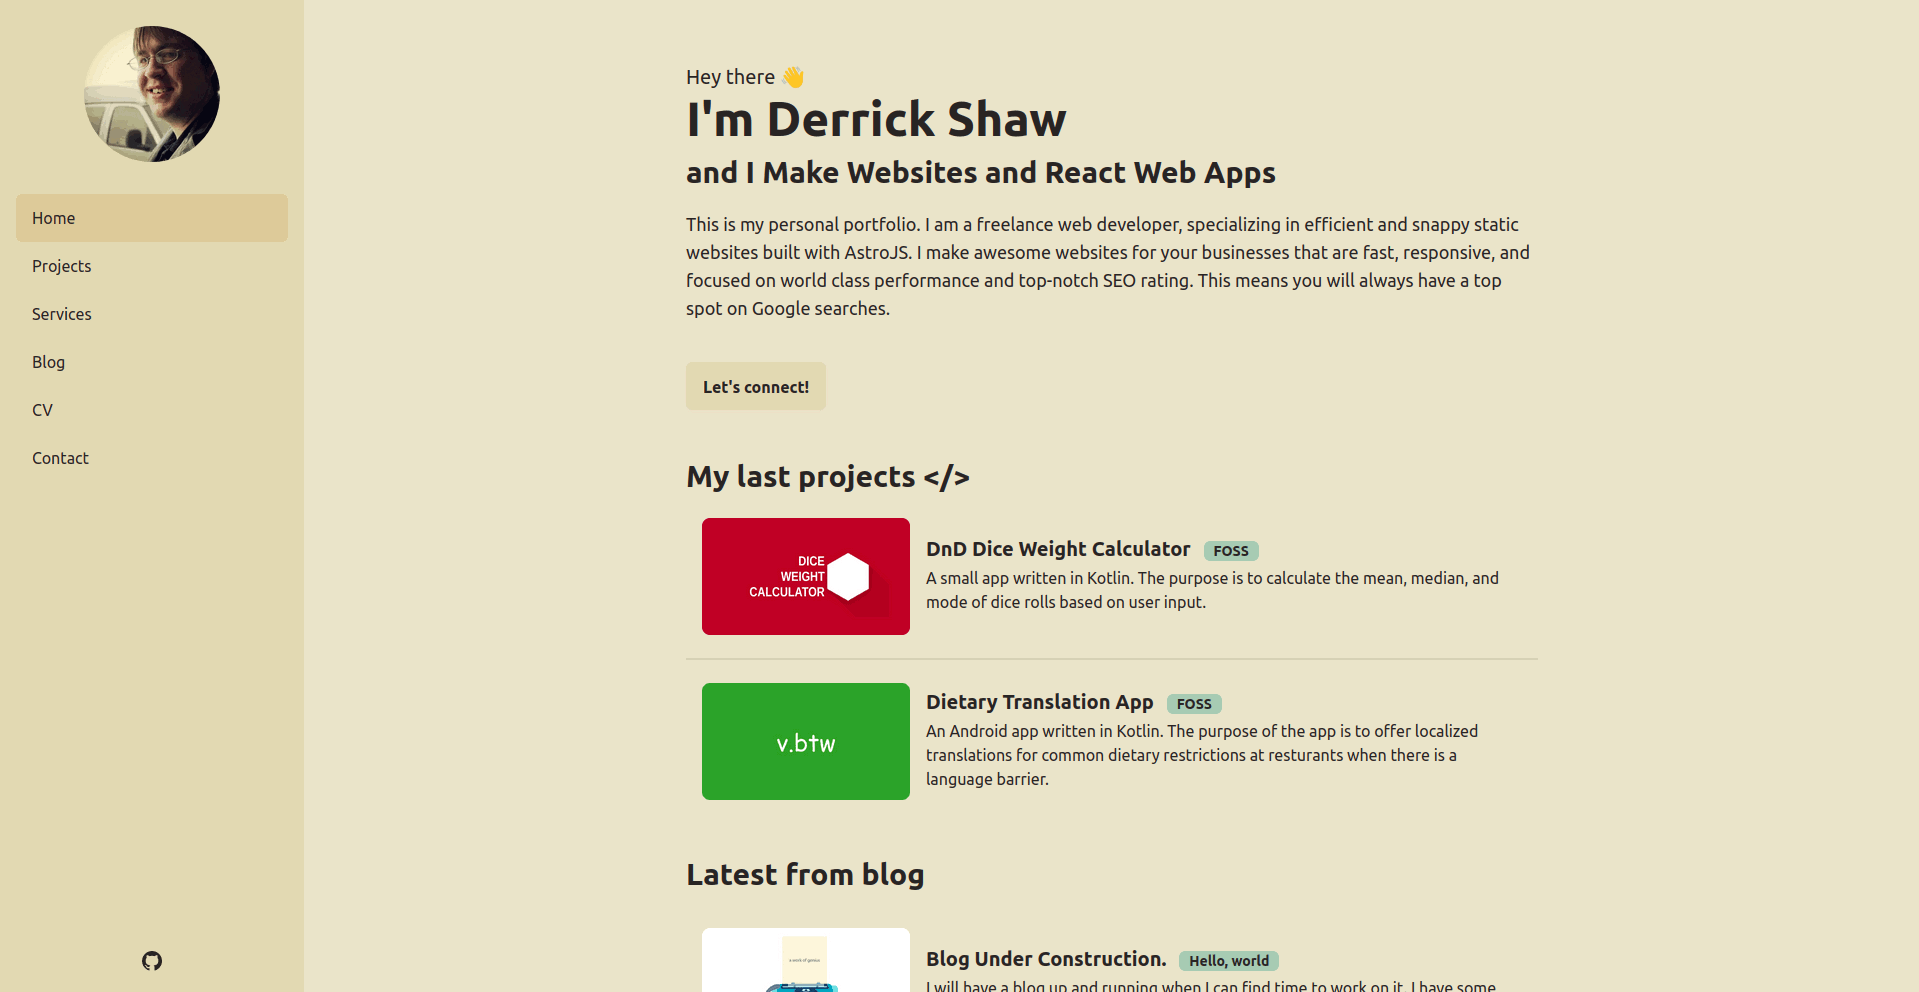 Home
Projects
Services
Blog
CV
Contact
Hey there 👋
I'm Derrick Shaw
and I Make Websites and React Web Apps
This is my personal portfolio. I am a freelance web developer, specializing in efficient and snappy static
websites built with AstroJS. I make awesome websites for your businesses that are fast, responsive, and
focused on world class performance and top-notch SEO rating. This means you will always have a top
spot on Google searches.
Let's connect!
My last projects </>
DICE
WEIGHT
CALCULATOR
DnD Dice Weight Calculator FOSS
A small app written in Kotlin. The purpose is to calculate the mean, median, and
mode of dice rolls based on user input.
v.btw
Dietary Translation App FOSS
An Android app written in Kotlin. The purpose of the app is to offer localized
translations for common dietary restrictions at resturants when there is a
language barrier.
Latest from blog
a work of genius
Blog Under Construction. Hello, world
I will have a blog up and running when I can find time to work on it. I have some